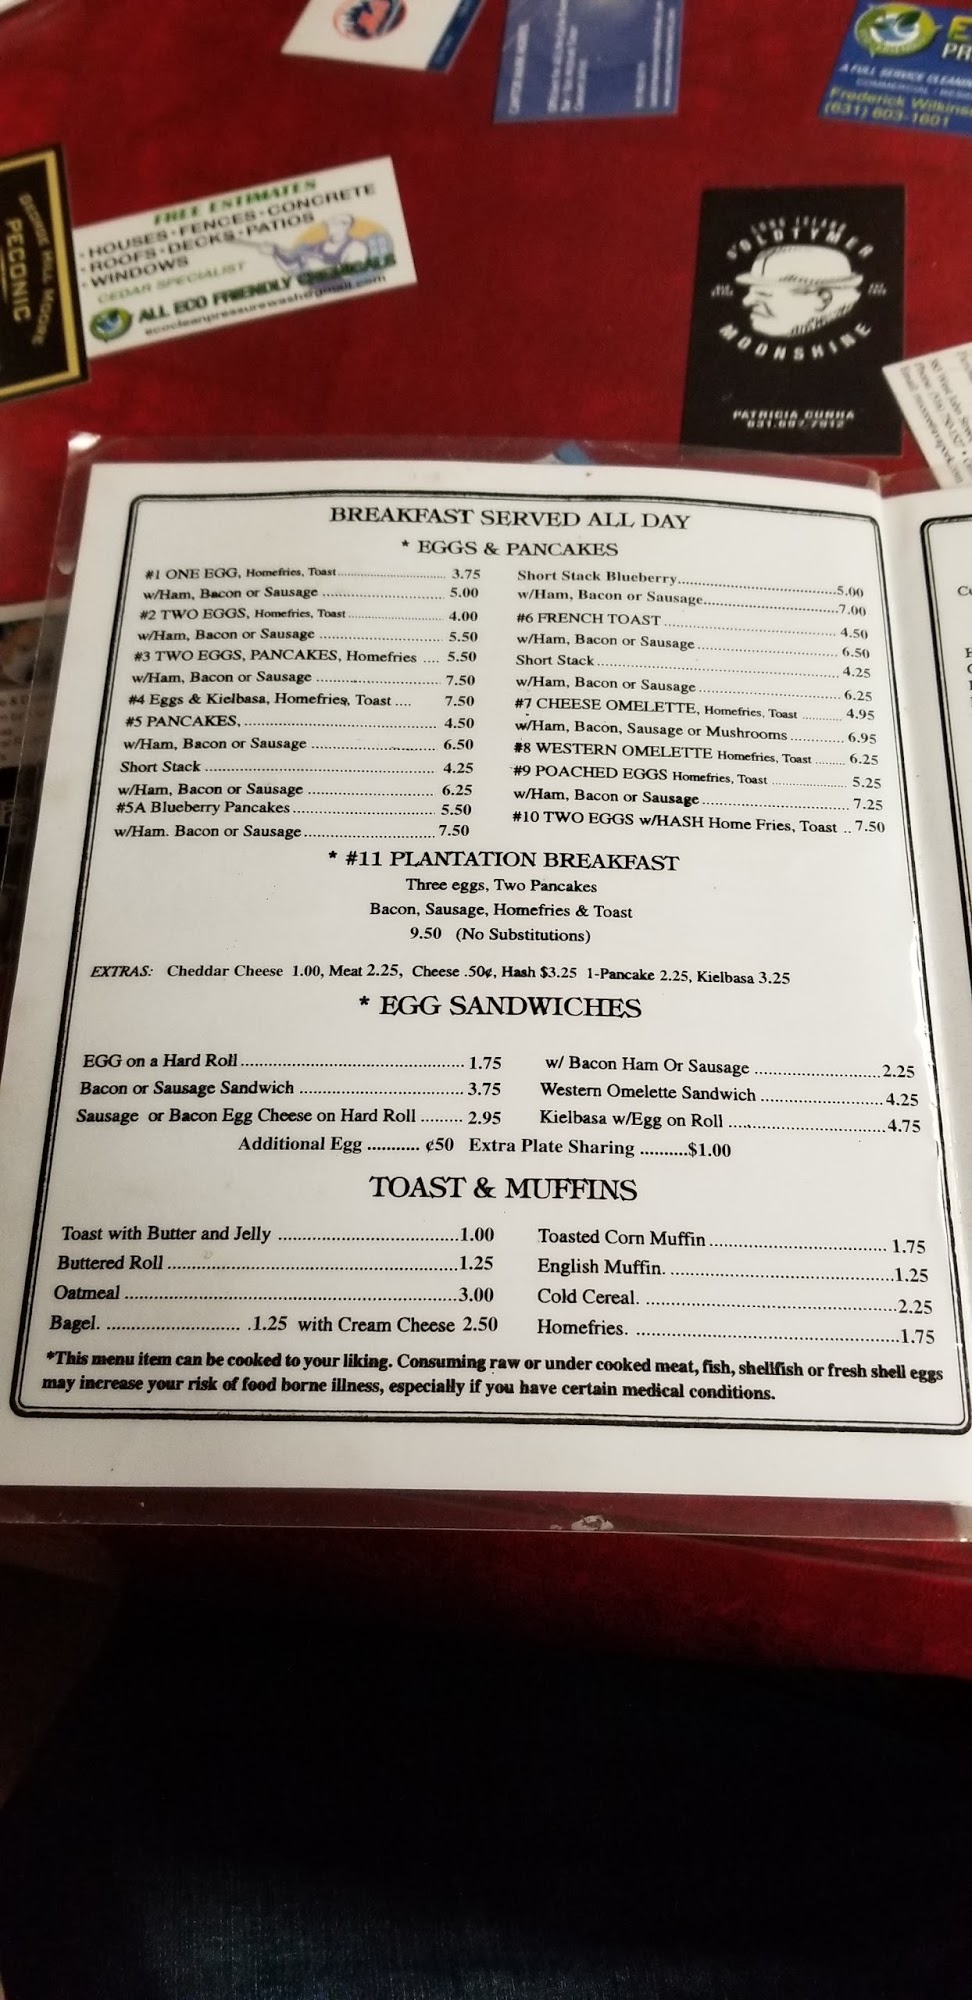 E
PR
A FULL SERVICE CLEANING
Frederick Wilkins
(631) 603-1601
GEORGE HILL MOORE
PECONIC
FREE ESTIMATES
• HOUSES • FENCES • CONCRETE
• ROOFS • DECKS • PATIOS
• WINDOWS
CEDAR SPECIALIST
ALL ECO FRIENDLY CHEMICALS
ecocleanpressurewash@gmail.com
LONG ISLAND
OLDTYMER
MOONSHINE
PATRICIA CUNHA
631.697.7912
BREAKFAST SERVED ALL DAY
* EGGS & PANCAKES
#1 ONE EGG, Homefries, Toast 3.75
w/Ham, Bacon or Sausage 5.00
#2 TWO EGGS, Homefries, Toast 4.00
w/Ham, Bacon or Sausage 5.50
#3 TWO EGGS, PANCAKES, Homefries .... 5.50
w/Ham, Bacon or Sausage 7.50
#4 Eggs & Kielbasa, Homefries, Toast .... 7.50
#5 PANCAKES, 4.50
w/Ham, Bacon or Sausage 6.50
Short Stack 4.25
w/Ham, Bacon or Sausage 6.25
#5A Blueberry Pancakes 5.50
w/Ham. Bacon or Sausage 7.50
Short Stack Blueberry 5.00
w/Ham, Bacon or Sausage 7.00
#6 FRENCH TOAST 4.50
w/Ham, Bacon or Sausage 6.50
Short Stack 4.25
w/Ham, Bacon or Sausage 6.25
#7 CHEESE OMELETTE, Homefries, Toast 4.95
w/Ham, Bacon, Sausage or Mushrooms 6.95
#8 WESTERN OMELETTE Homefries, Toast 6.25
#9 POACHED EGGS Homefries, Toast 5.25
w/Ham, Bacon or Sausage 7.25
#10 TWO EGGS w/HASH Home Fries, Toast .. 7.50
* #11 PLANTATION BREAKFAST
Three eggs, Two Pancakes
Bacon, Sausage, Homefries & Toast
9.50 (No Substitutions)
EXTRAS: Cheddar Cheese 1.00, Meat 2.25, Cheese .50¢, Hash $3.25 1-Pancake 2.25, Kielbasa 3.25
* EGG SANDWICHES
EGG on a Hard Roll 1.75
Bacon or Sausage Sandwich 3.75
Sausage or Bacon Egg Cheese on Hard Roll 2.95
w/ Bacon Ham Or Sausage 2.25
Western Omelette Sandwich 4.25
Kielbasa w/Egg on Roll 4.75
Additional Egg ........... ¢50 Extra Plate Sharing ..........$1.00
TOAST & MUFFINS
Toast with Butter and Jelly 1.00
Buttered Roll 1.25
Oatmeal 3.00
Bagel. 1.25 with Cream Cheese 2.50
Toasted Corn Muffin 1.75
English Muffin. 1.25
Cold Cereal. 2.25
Homefries. 1.75
*This menu item can be cooked to your liking. Consuming raw or under cooked meat, fish, shellfish or fresh shell eggs
may increase your risk of food borne illness, especially if you have certain medical conditions.